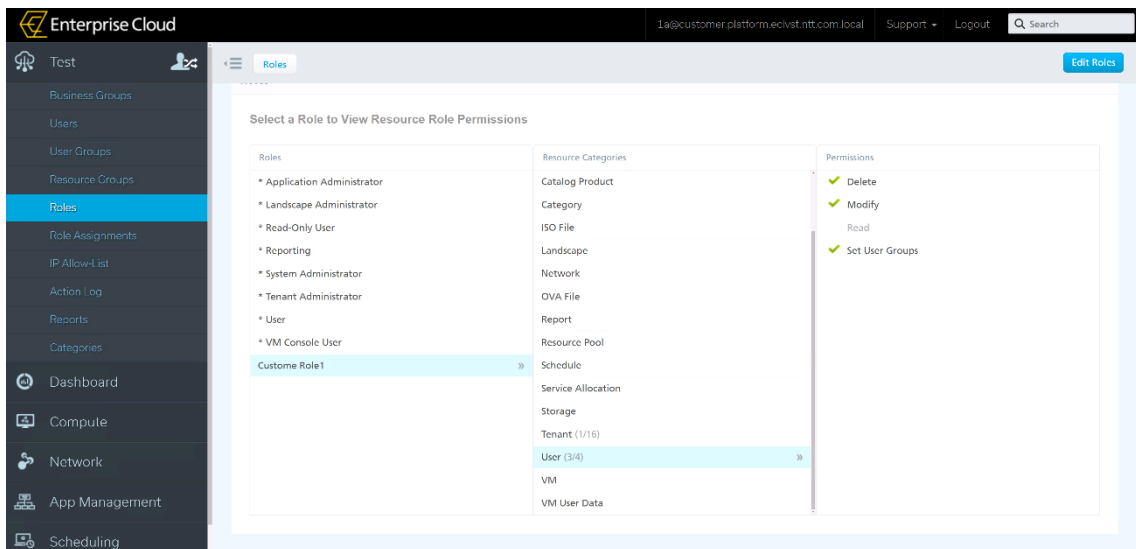 Enterprise Cloud
1a@customer.platform.ecivst.ntt.com.local
Support
Logout
Search
Test
Roles
Edit Roles
Business Groups
Users
User Groups
Resource Groups
Roles
Role Assignments
IP Allow-List
Action Log
Reports
Categories
Dashboard
Compute
Network
App Management
Scheduling
Select a Role to View Resource Role Permissions
Roles
* Application Administrator
* Landscape Administrator
* Read-Only User
* Reporting
* System Administrator
* Tenant Administrator
* User
* VM Console User
Custome Role1 »
Resource Categories
Catalog Product
Category
ISO File
Landscape
Network
OVA File
Report
Resource Pool
Schedule
Service Allocation
Storage
Tenant (1/16)
User (3/4) »
VM
VM User Data
Permissions
Delete
Modify
Read
Set User Groups